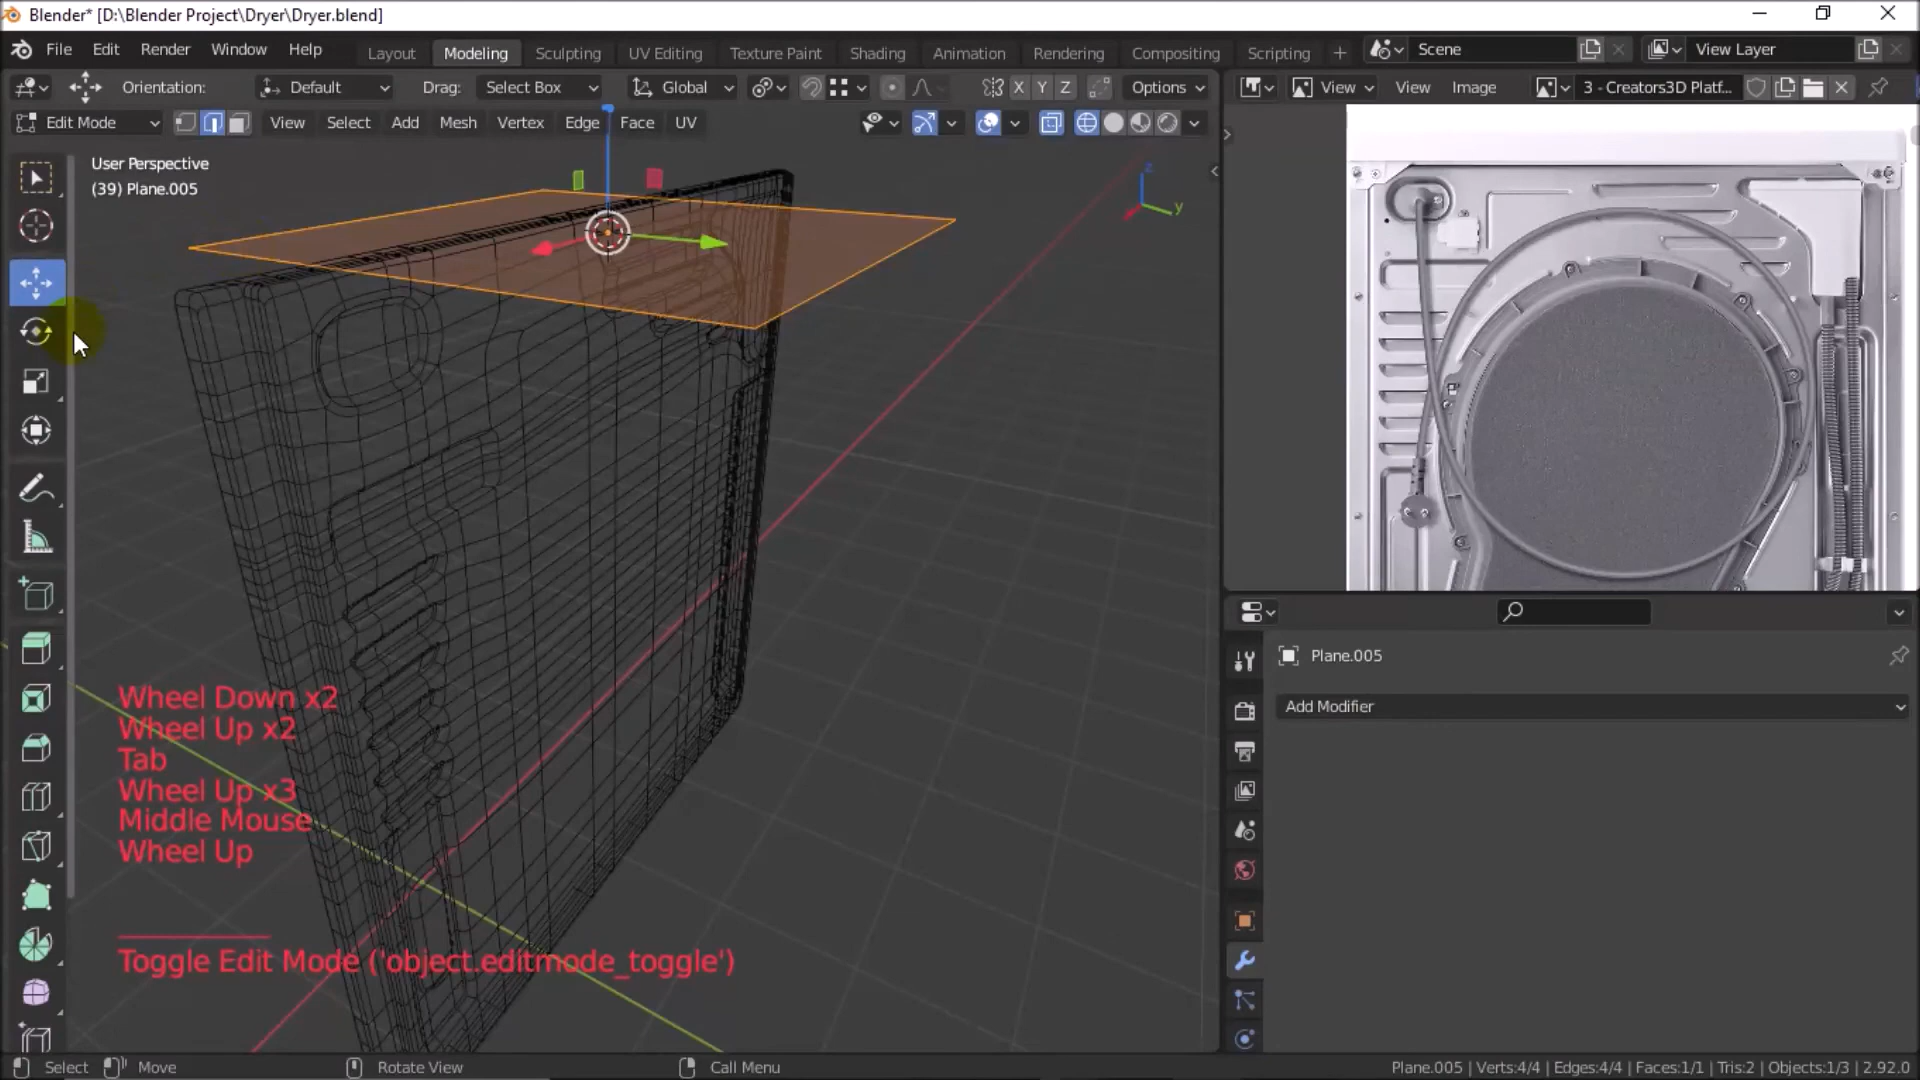 Blender* [D:\Blender Project\Dryer\Dryer.blend]
File Edit Render Window Help Layout Modeling Sculpting UV Editing Texture Paint Shading Animation Rendering Compositing Scripting + Scene View Layer
Orientation: Default Drag: Select Box Global X Y Z Options View View Image 3 - Creators3D Platf...
Edit Mode View Select Add Mesh Vertex Edge Face UV
User Perspective
(39) Plane.005
z
y
Plane.005
Add Modifier
Wheel Down x2
Wheel Up x2
Tab
Wheel Up x3
Middle Mouse
Wheel Up
Toggle Edit Mode ('object.editmode_toggle')
Select Move Rotate View Call Menu Plane.005 | Verts:4/4 | Edges:4/4 | Faces:1/1 | Tris:2 | Objects:1/3 | 2.92.0